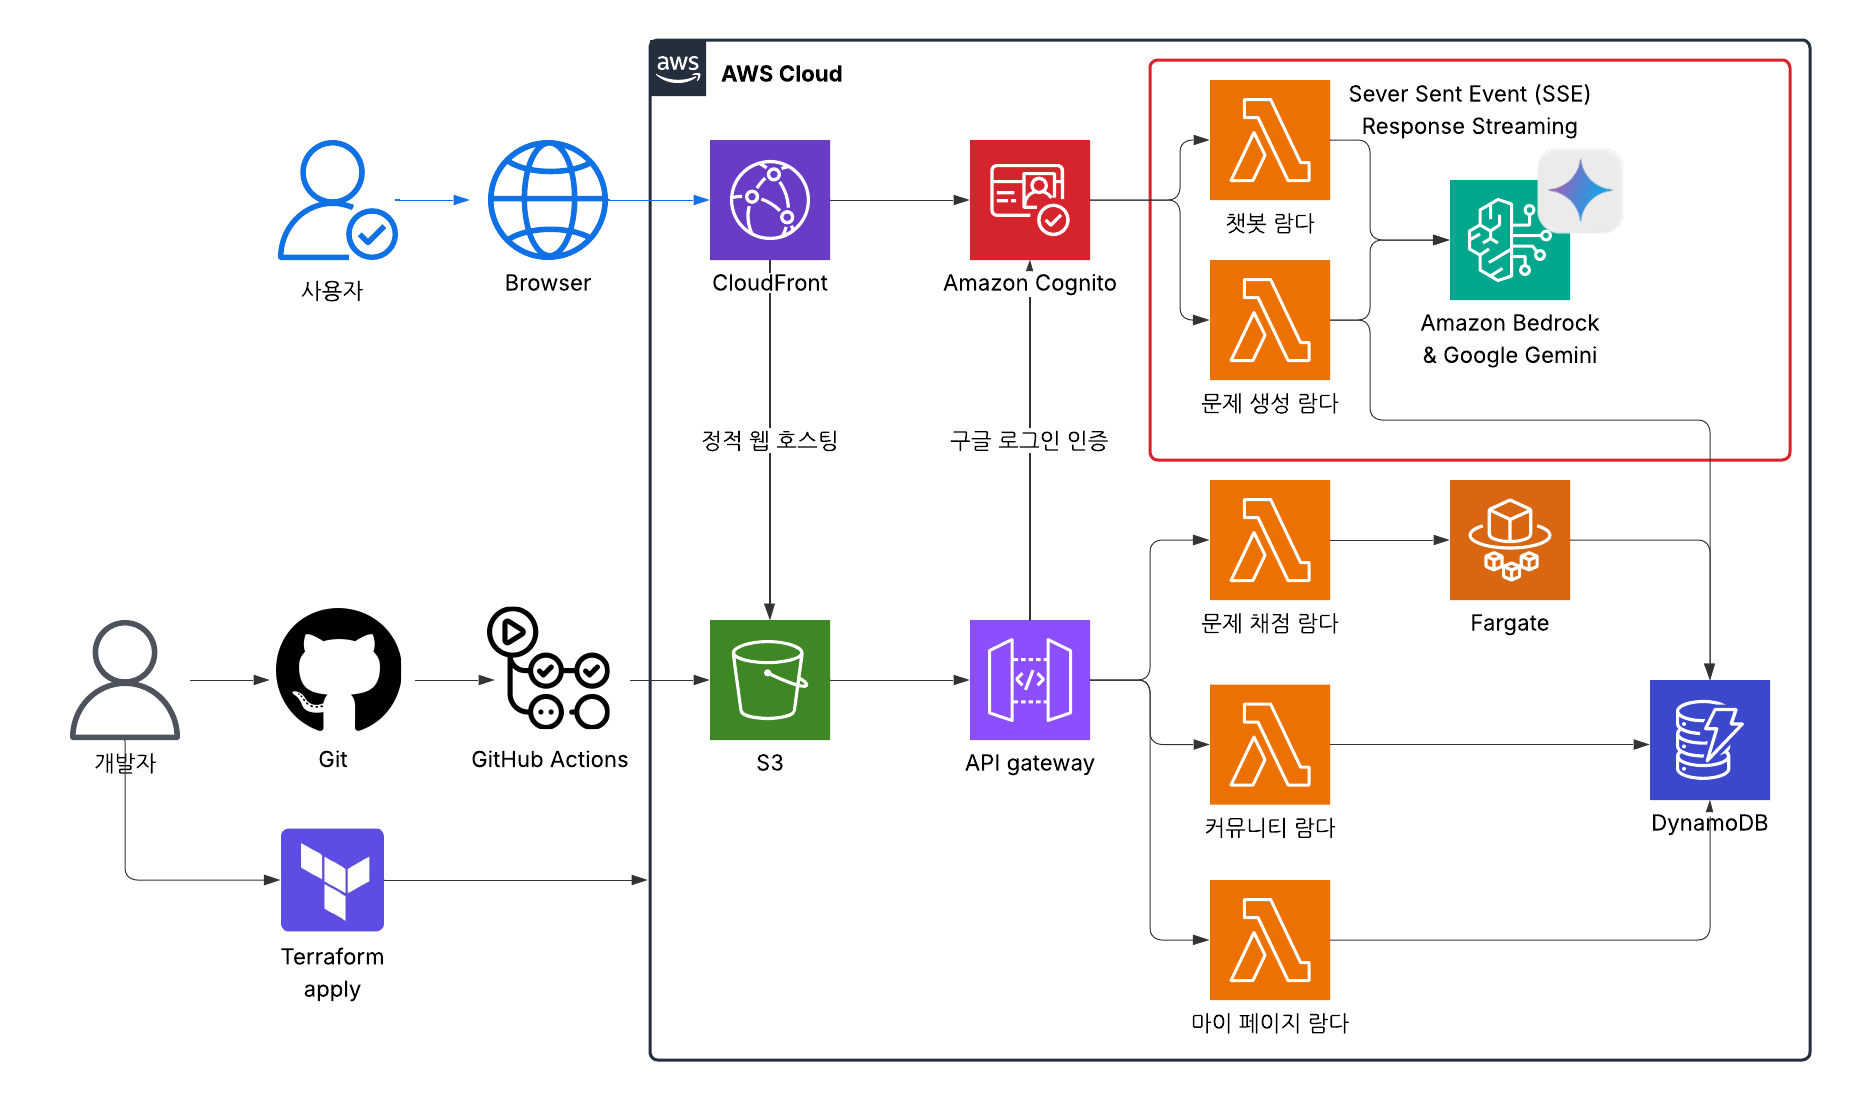 aws
AWS Cloud
Sever Sent Event (SSE)
Response Streaming
챗봇 람다
사용자
Browser
CloudFront
Amazon Cognito
Amazon Bedrock
& Google Gemini
문제 생성 람다
정적 웹 호스팅
구글 로그인 인증
문제 채점 람다
Fargate
개발자
Git
GitHub Actions
S3
API gateway
커뮤니티 람다
DynamoDB
Terraform
apply
마이 페이지 람다